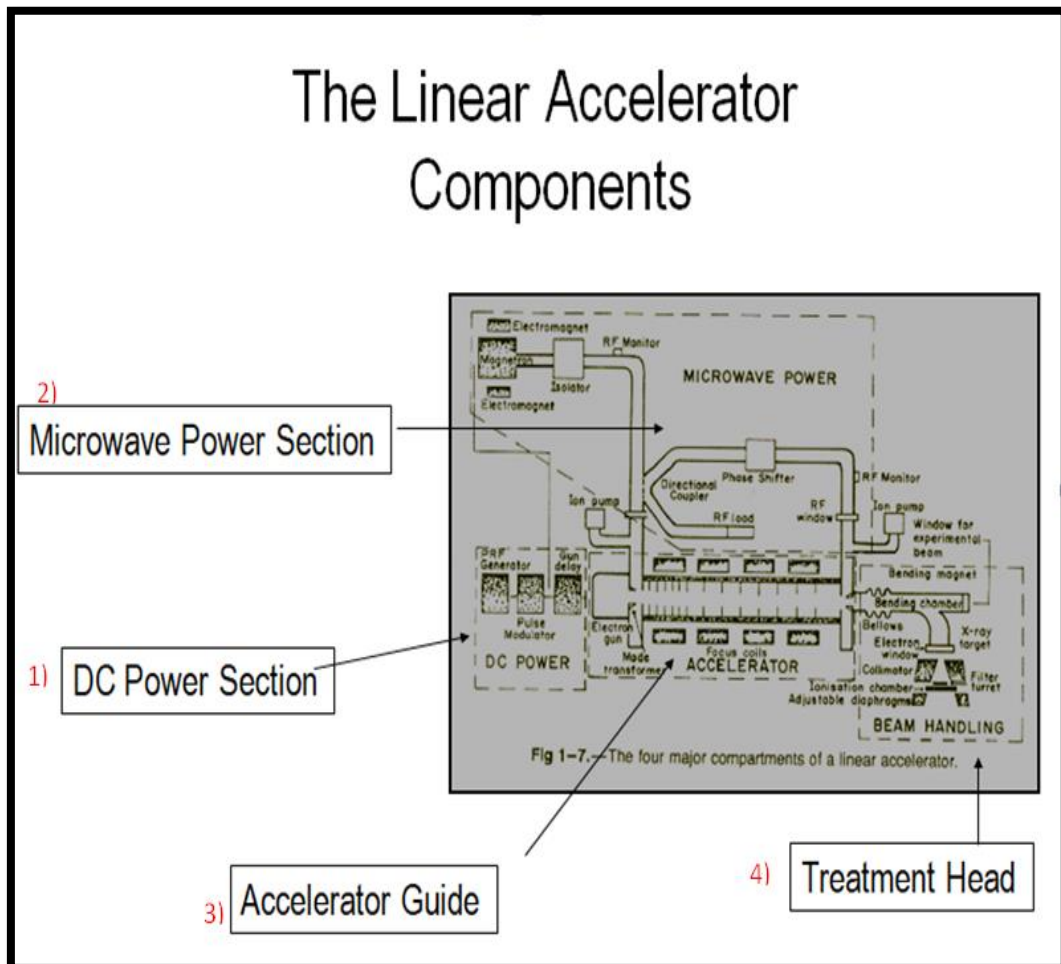 The Linear Accelerator
Components
2)
Microwave Power Section
1)
DC Power Section
3)
Accelerator Guide
4)
Treatment Head
Electromagnet
Magnetron
Isolator
RF Monitor
Electromagnet
MICROWAVE POWER
Directional
Coupler
Phase Shifter
RF Monitor
Ion pump
RF load
RF
window
Ion pump
Window for
experimental
beam
PRF
Generator
Gun
delay
Pulse
Modulator
DC POWER
Electron
gun
Mode
transformer
Focus coils
ACCELERATOR
Bending magnet
Bending chamber
Bellows
Electron
window
X-ray
target
Collimator
Filter
turret
Ionisation chamber
Adjustable diaphragms
BEAM HANDLING
Fig 1–7.—The four major compartments of a linear accelerator.